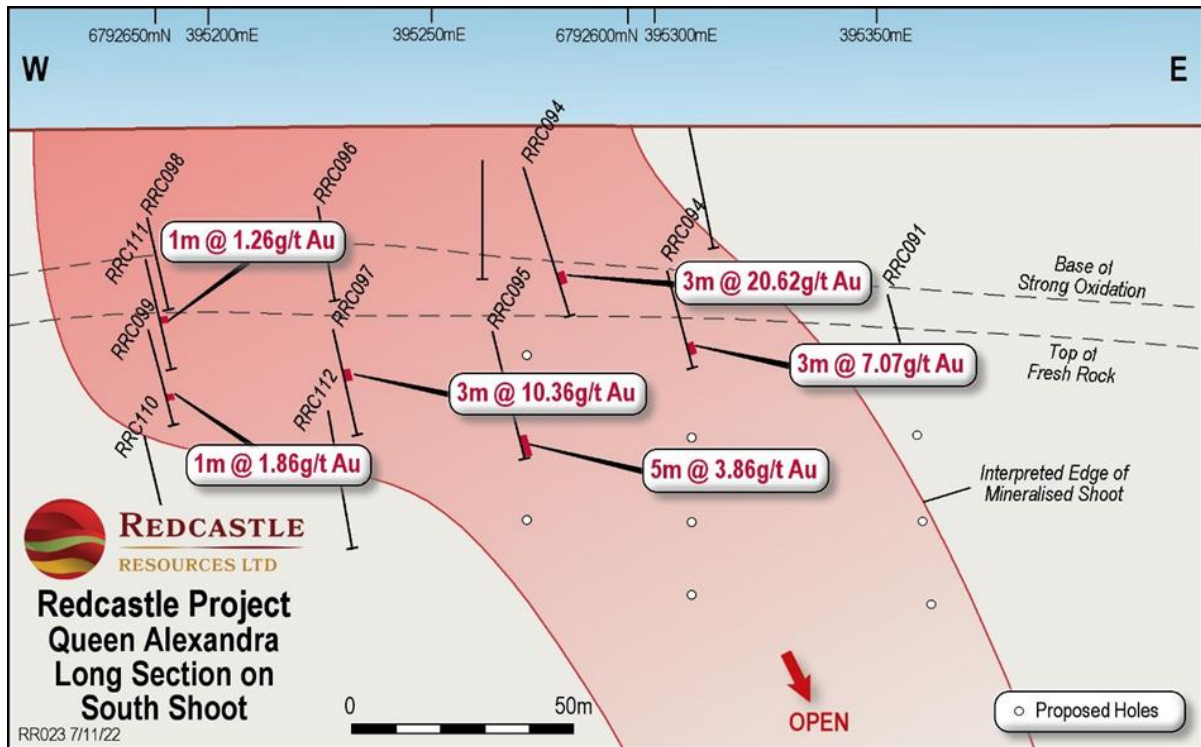 6792650mN
395200mE
395250mE
6792600mN
395300mE
395350mE
W
E
RRC094
RRC098
RRC096
RRC111
1m @ 1.26g/t Au
RRC094
RRC091
Base of
Strong Oxidation
3m @ 20.62g/t Au
RRC099
RRC097
RRC095
Top of
Fresh Rock
3m @ 7.07g/t Au
RRC110
RRC112
3m @ 10.36g/t Au
1m @ 1.86g/t Au
5m @ 3.86g/t Au
Interpreted Edge of
Mineralised Shoot
REDCASTLE
RESOURCES LTD
Redcastle Project
Queen Alexandra
Long Section on
South Shoot
0
50m
OPEN
Proposed Holes
RR023 7/11/22